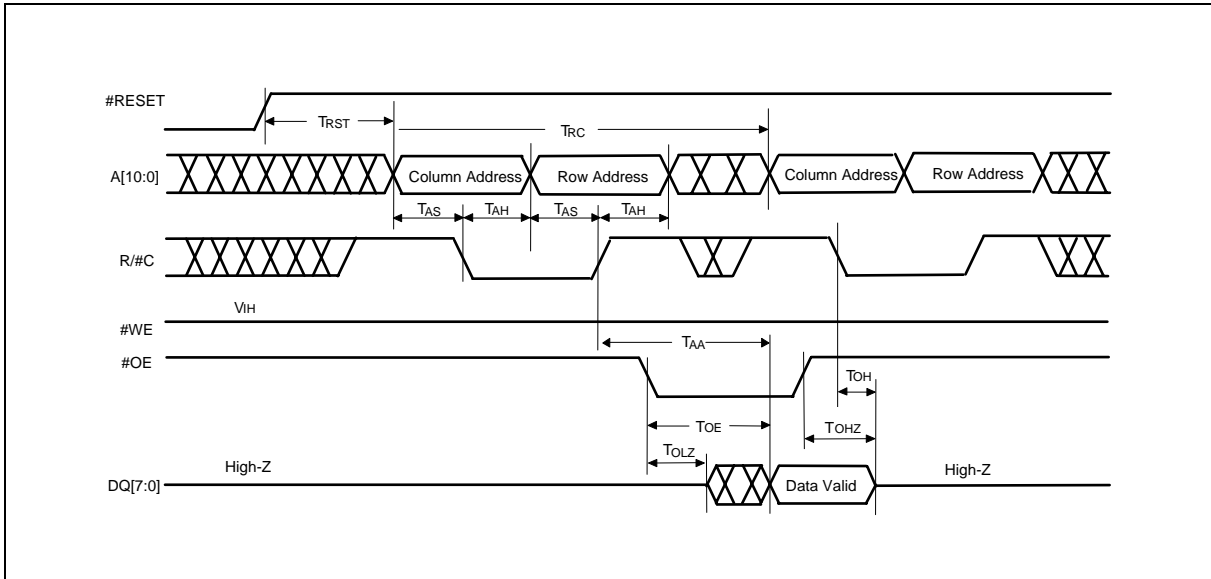 #RESET
TRST
TRC
A[10:0]
Column Address
Row Address
Column Address
Row Address
TAS
TAH
TAS
TAH
R/#C
VIH
#WE
TAA
#OE
TOH
TOE
TOHZ
TOLZ
High-Z
High-Z
DQ[7:0]
Data Valid